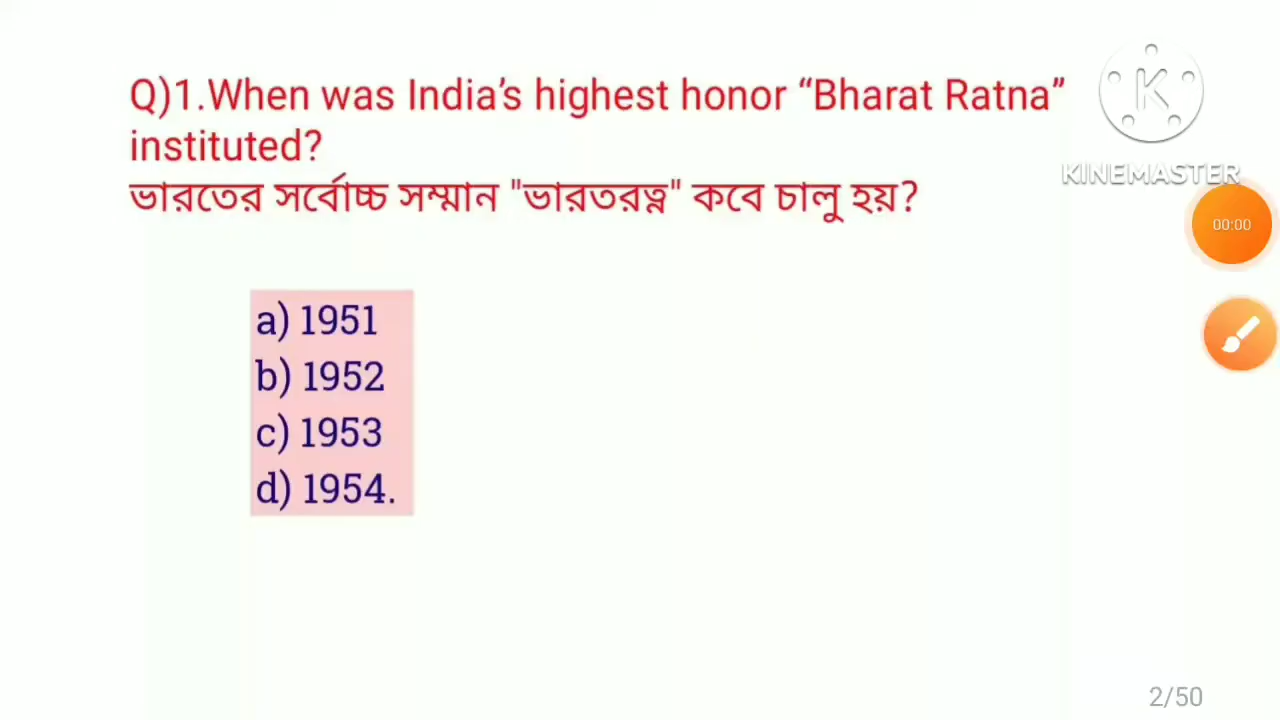 Q)1.When was India’s highest honor “Bharat Ratna”
instituted?
ভারতের সর্বোচ্চ সম্মান "ভারতরত্ন" কবে চালু হয়?
K
KINEMASTER
00:00
a) 1951
b) 1952
c) 1953
d) 1954.
2/50